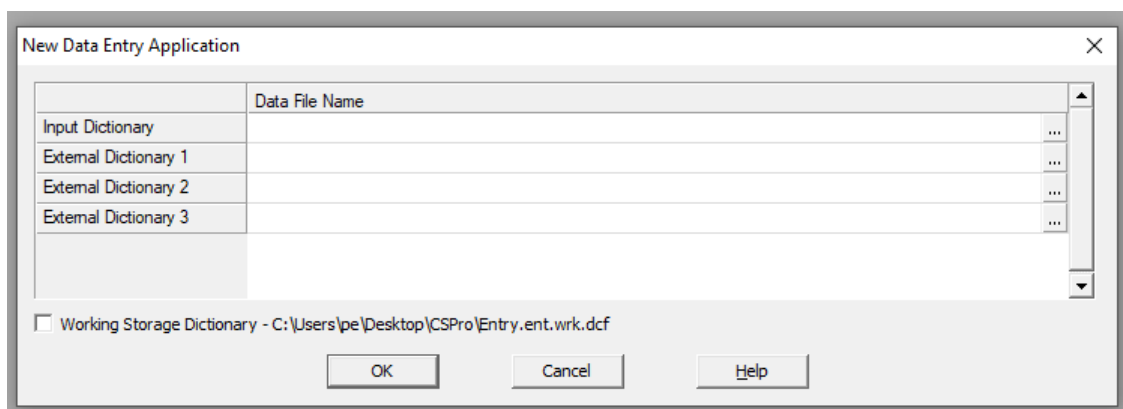 New Data Entry Application
Data File Name
Input Dictionary ...
External Dictionary 1 ...
External Dictionary 2 ...
External Dictionary 3 ...
Working Storage Dictionary - C:\Users\pe\Desktop\CSPro\Entry.ent.wrk.dcf
OK Cancel Help